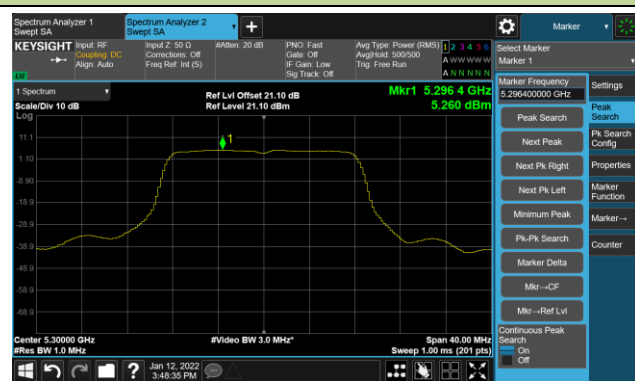 Spectrum Analyzer 1
Swept SA
Spectrum Analyzer 2
Swept SA
+
Marker
KEYSIGHT
Input: RF
Coupling: DC
Align: Auto
Input Z: 50 Ω
Corrections: Off
Freq Ref: Int (S)
#Atten: 20 dB
PNO: Fast
Gate: Off
IF Gain: Low
Sig Track: Off
Avg Type: Power (RMS)
Avg|Hold: 500/500
Trig: Free Run
1 2 3 4 5 6
A W W W W W
A N N N N N
LW
Select Marker
Marker 1
1 Spectrum
Scale/Div 10 dB
Log
Ref Lvl Offset 21.10 dB
Ref Level 21.10 dBm
Mkr1 5.296 4 GHz
5.260 dBm
1
11.1
1.10
-8.90
-18.9
-28.9
-38.9
-48.9
-58.9
-68.9
Center 5.30000 GHz
#Res BW 1.0 MHz
#Video BW 3.0 MHz*
Span 40.00 MHz
Sweep 1.00 ms (201 pts)
Marker Frequency
5.296400000 GHz
Peak Search
Next Peak
Next Pk Right
Next Pk Left
Minimum Peak
Pk-Pk Search
Marker Delta
Mkr→CF
Mkr→Ref Lvl
Continuous Peak
Search
On
Off
Settings
Peak
Search
Pk Search
Config
Properties
Marker
Function
Marker→
Counter
?
Jan 12, 2022
3:48:35 PM